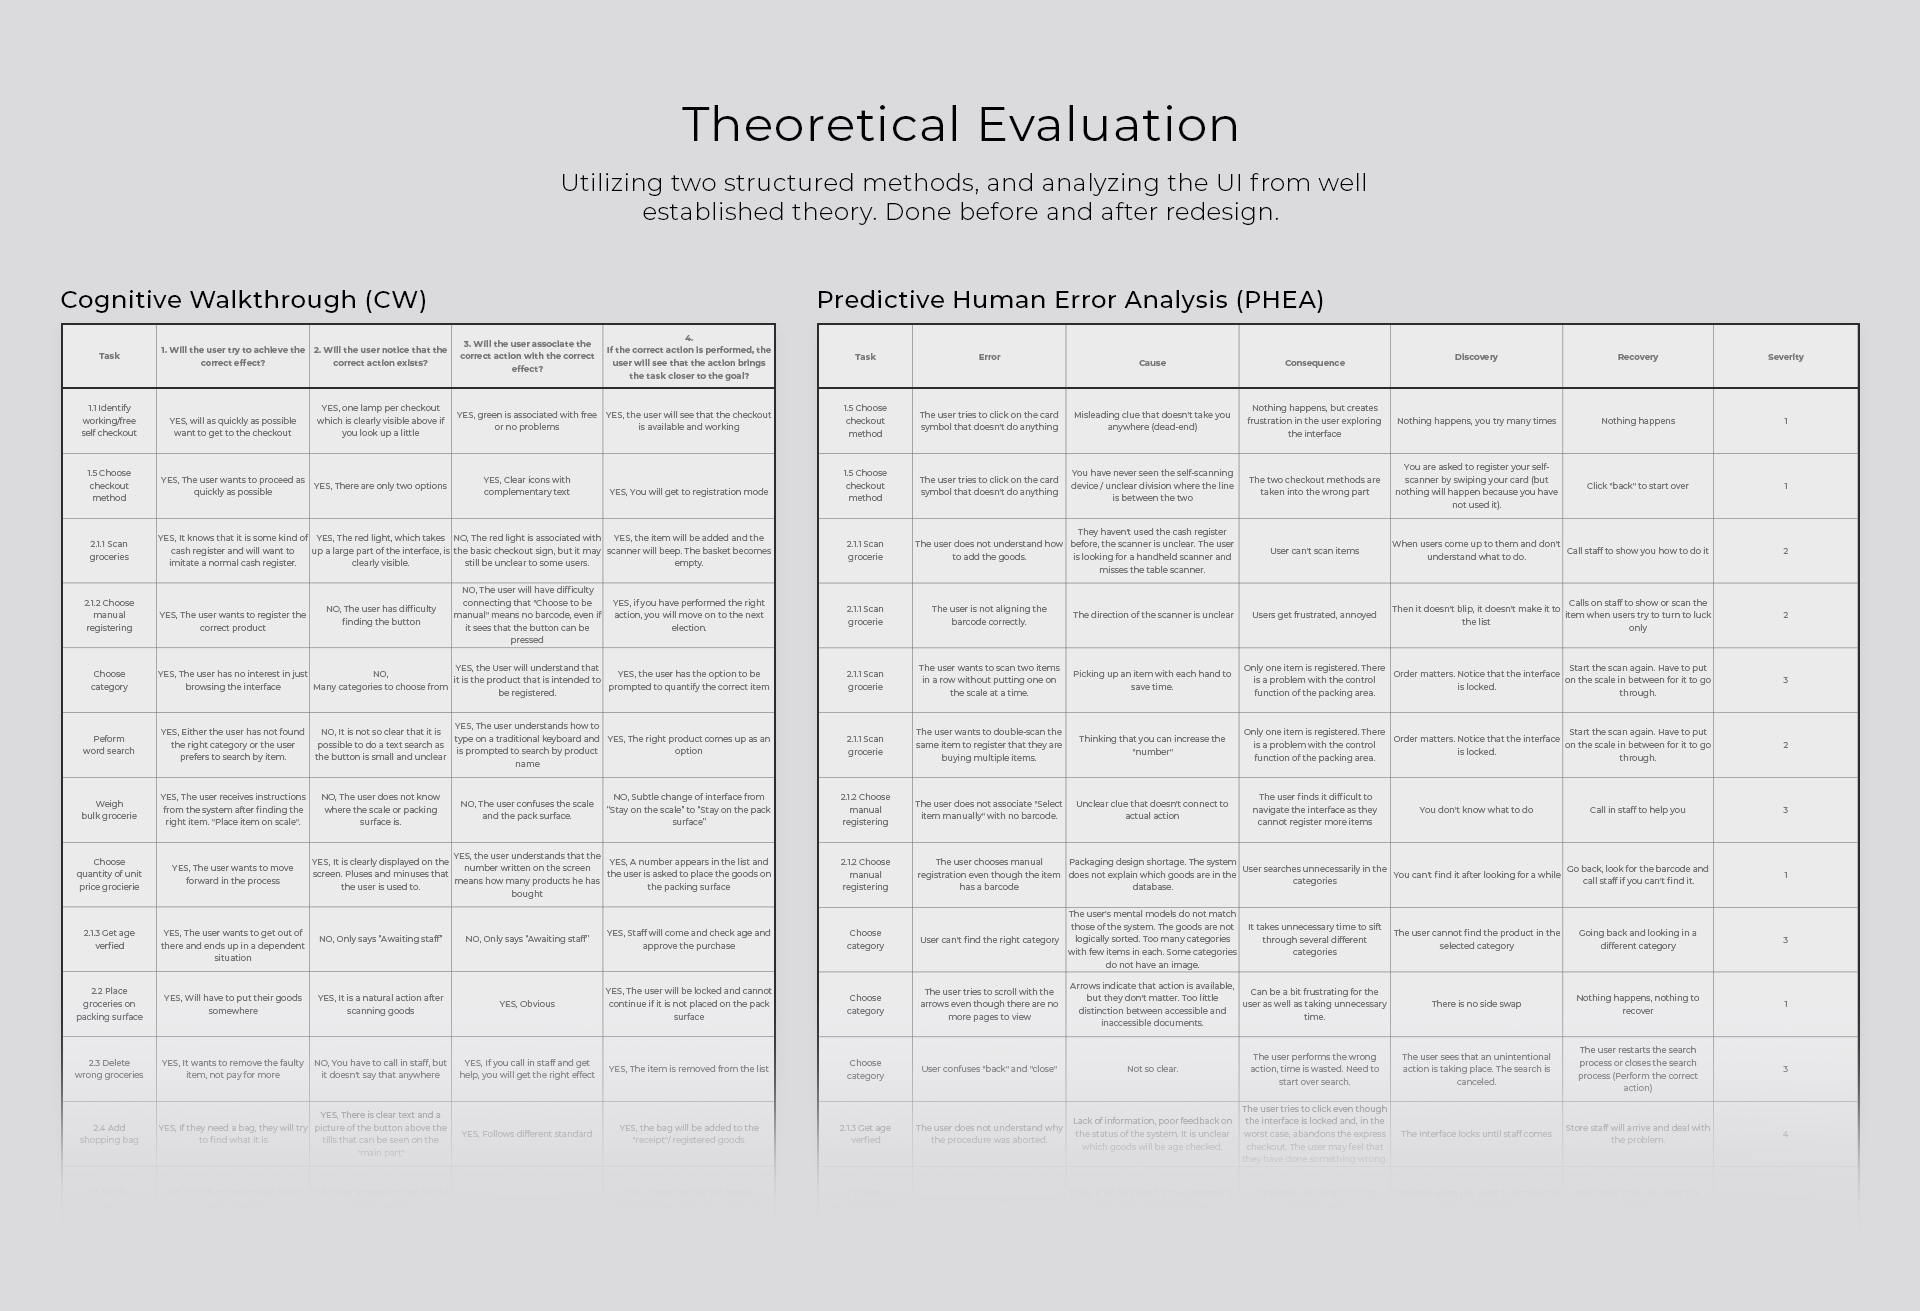 Theoretical Evaluation
Utilizing two structured methods, and analyzing the UI from well
established theory. Done before and after redesign.
Cognitive Walkthrough (CW)
Task
1. Will the user try to achieve the
correct effect?
2. Will the user notice that the
correct action exists?
3. Will the user associate the
correct action with the correct
effect?
4.
If the correct action is performed, the
user will see that the action brings
the task closer to the goal?
1.1 Identify
working/free
self checkout
YES, will as quickly as possible
want to get to the checkout
YES, one lamp per checkout
which is clearly visible above if
you look up a little
YES, green is associated with free
or no problems
YES, the user will see that the checkout
is available and working
1.5 Choose
checkout
method
YES, The user wants to proceed as
quickly as possible
YES, There are only two options
YES, Clear icons with
complementary text
YES, You will get to registration mode
2.1.1 Scan
groceries
YES, It knows that it is some kind of
cash register and will want to
imitate a normal cash register.
YES, The red light, which takes
up a large part of the interface, is
clearly visible.
NO, The red light is associated with
the basic checkout sign, but it may
still be unclear to some users.
YES, the item will be added and the
scanner will beep. The basket becomes
empty.
2.1.2 Choose
manual
registering
YES, The user wants to register the
correct product
NO, The user has difficulty
finding the button
NO, The user will have difficulty
connecting that "Choose to be
manual" means no barcode, even if
it sees that the button can be
pressed
YES, if you have performed the right
action, you will move on to the next
election.
Choose
category
YES, The user has no interest in just
browsing the interface
NO,
Many categories to choose from
YES, the User will understand that
it is the product that is intended to
be registered.
YES, the user has the option to be
prompted to quantify the correct item
Peform
word search
YES, Either the user has not found
the right category or the user
prefers to search by item.
NO, It is not so clear that it is
possible to do a text search as
the button is small and unclear
YES, The user understands how to
type on a traditional keyboard and
is prompted to search by product
name
YES, The right product comes up as an
option
Weigh
bulk grocerie
YES, The user receives instructions
from the system after finding the
right item. "Place item on scale".
NO, The user does not know
where the scale or packing
surface is.
NO, The user confuses the scale
and the pack surface.
NO, Subtle change of interface from
"Stay on the scale" to "Stay on the pack
surface"
Choose
quantity of unit
price grocierie
YES, The user wants to move
forward in the process
YES, It is clearly displayed on the
screen. Pluses and minuses that
the user is used to.
YES, the user understands that the
number written on the screen
means how many products he has
bought
YES, A number appears in the list and
the user is asked to place the goods on
the packing surface
2.1.3 Get age
verfied
YES, The user wants to get out of
there and ends up in a dependent
situation
NO, Only says "Awaiting staff"
NO, Only says "Awaiting staff"
YES, Staff will come and check age and
approve the purchase
2.2 Place
groceries on
packing surface
YES, Will have to put their goods
somewhere
YES, It is a natural action after
scanning goods
YES, Obvious
YES, The user will be locked and cannot
continue if it is not placed on the pack
surface
2.3 Delete
wrong groceries
YES, It wants to remove the faulty
item, not pay for more
NO, You have to call in staff, but
it doesn't say that anywhere
YES, If you call in staff and get
help, you will get the right effect
YES, The item is removed from the list
2.4 Add
shopping bag
YES, If they need a bag, they will try
to find what it is
YES, There is clear text and a
picture of the button above the
tills that can be seen on the
"main part"
YES, Follows different standard
YES, the bag will be added to the
"receipt"/ registered goods
Predictive Human Error Analysis (PHEA)
Task
Error
Cause
Consequence
Discovery
Recovery
Severity
1.5 Choose
checkout
method
The user tries to click on the card
symbol that doesn't do anything
Misleading clue that doesn't take you
anywhere (dead-end)
Nothing happens, but creates
frustration in the user exploring
the interface
Nothing happens, you try many times
Nothing happens
1
1.5 Choose
checkout
method
The user tries to click on the card
symbol that doesn't do anything
You have never seen the self-scanning
device / unclear division where the line
is between the two
The two checkout methods are
taken into the wrong part
You are asked to register your self-
scanner by swiping your card (but
nothing will happen because you have
not used it).
Click "back" to start over
1
2.1.1 Scan
grocerie
The user does not understand how
to add the goods.
They haven't used the cash register
before, the scanner is unclear. The user
is looking for a handheld scanner and
misses the table scanner.
User can't scan items
When users come up to them and don't
understand what to do.
Call staff to show you how to do it
2
2.1.1 Scan
grocerie
The user is not aligning the
barcode correctly.
The direction of the scanner is unclear
Users get frustrated, annoyed
Then it doesn't blip, it doesn't make it to
the list
Calls on staff to show or scan the
item when users try to turn to luck
only
2
2.1.1 Scan
grocerie
The user wants to scan two items
in a row without putting one on
the scale at a time.
Picking up an item with each hand to
save time.
Only one item is registered. There
is a problem with the control
function of the packing area.
Order matters. Notice that the interface
is locked.
Start the scan again. Have to put
on the scale in between for it to go
through.
3
2.1.1 Scan
grocerie
The user wants to double-scan the
same item to register that they are
buying multiple items.
Thinking that you can increase the
"number"
Only one item is registered. There
is a problem with the control
function of the packing area.
Order matters. Notice that the interface
is locked.
Start the scan again. Have to put
on the scale in between for it to go
through.
2
2.1.2 Choose
manual
registering
The user does not associate "Select
item manually" with no barcode.
Unclear clue that doesn't connect to
actual action
The user finds it difficult to
navigate the interface as they
cannot register more items
You don't know what to do
Call in staff to help you
3
2.1.2 Choose
manual
registering
The user chooses manual
registration even though the item
has a barcode
Packaging design shortage. The system
does not explain which goods are in the
database.
User searches unnecessarily in the
categories
You can't find it after looking for a while
Go back, look for the barcode and
call staff if you can't find it.
1
Choose
category
User can't find the right category
The user's mental models do not match
those of the system. The goods are not
logically sorted. Too many categories
with few items in each. Some categories
do not have an image.
It takes unnecessary time to sift
through several different
categories
The user cannot find the product in the
selected category
Going back and looking in a
different category
3
Choose
category
The user tries to scroll with the
arrows even though there are no
more pages to view
Arrows indicate that action is available,
but they don't matter. Too little
distinction between accessible and
inaccessible documents.
Can be a bit frustrating for the
user as well as taking unnecessary
time.
There is no side swap
Nothing happens, nothing to
recover
1
Choose
category
User confuses "back" and "close"
Not so clear.
The user performs the wrong
action, time is wasted. Need to
start over search.
The user sees that an unintentional
action is taking place. The search is
canceled.
The user restarts the search
process or closes the search
process (Perform the correct
action)
3
2.1.3 Get age
verfied
The user does not understand why
the procedure was aborted.
Lack of information, poor feedback on
the status of the system. It is unclear
which goods will be age checked.
The user tries to click even though
the interface is locked and, in the
worst case, abandons the express
checkout. The user may feel that
they have done something wrong.
The interface locks until staff comes
Store staff will arrive and deal with
the problem.
4